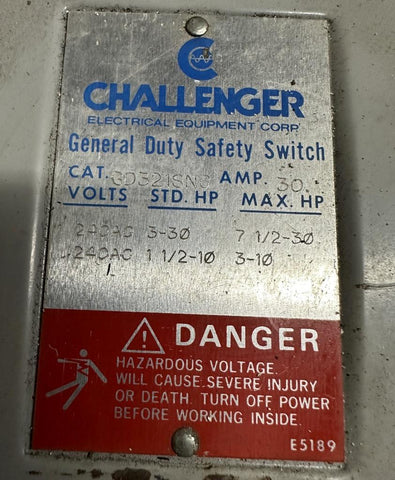 CHALLENGER
ELECTRICAL EQUIPMENT CORP.
General Duty Safety Switch
CAT. AMP. 30
VOLTS STD. HP MAX. HP
240AC 3-30 7 1/2-30
240AC 1 1/2-10 3-10
DANGER
HAZARDOUS VOLTAGE.
WILL CAUSE SEVERE INJURY
OR DEATH. TURN OFF POWER
BEFORE WORKING INSIDE.
E5189